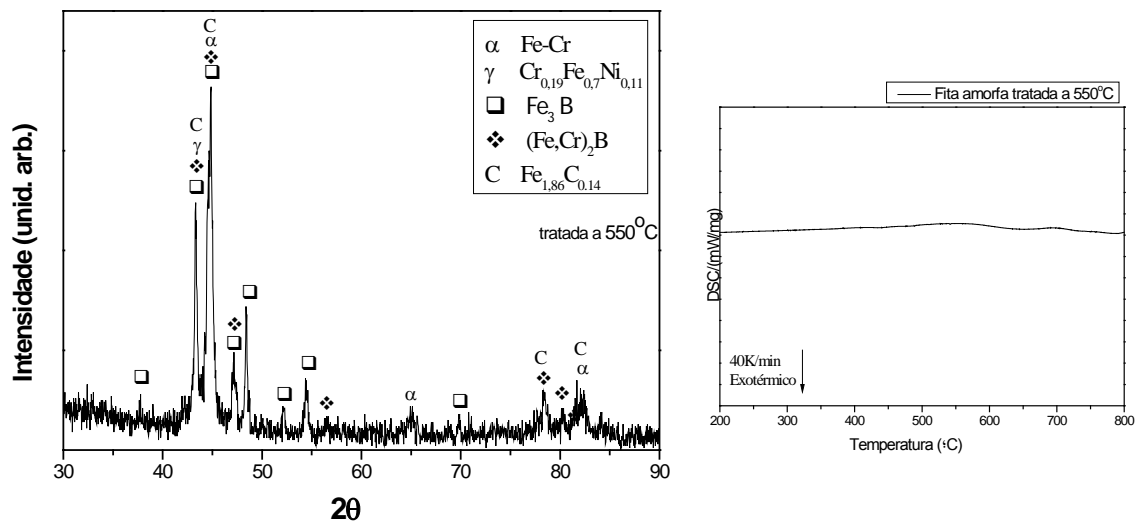 C
α
❖
❑
C
γ
❖
❑
α Fe-Cr
γ Cr0,19Fe0,7Ni0,11
❑ Fe3 B
❖ (Fe,Cr)2B
C Fe1,86C0.14
tratada a 550°C
❑
❖
❑
❑
❑
❑
❖
α
❑
C
❖
❖
C
α
Intensidade (unid. arb.)
30 40 50 60 70 80 90
2θ
Fita amorfa tratada a 550°C
DSC/(mW/mg)
40K/min
Exotérmico
200 300 400 500 600 700 800
Temperatura (°C)